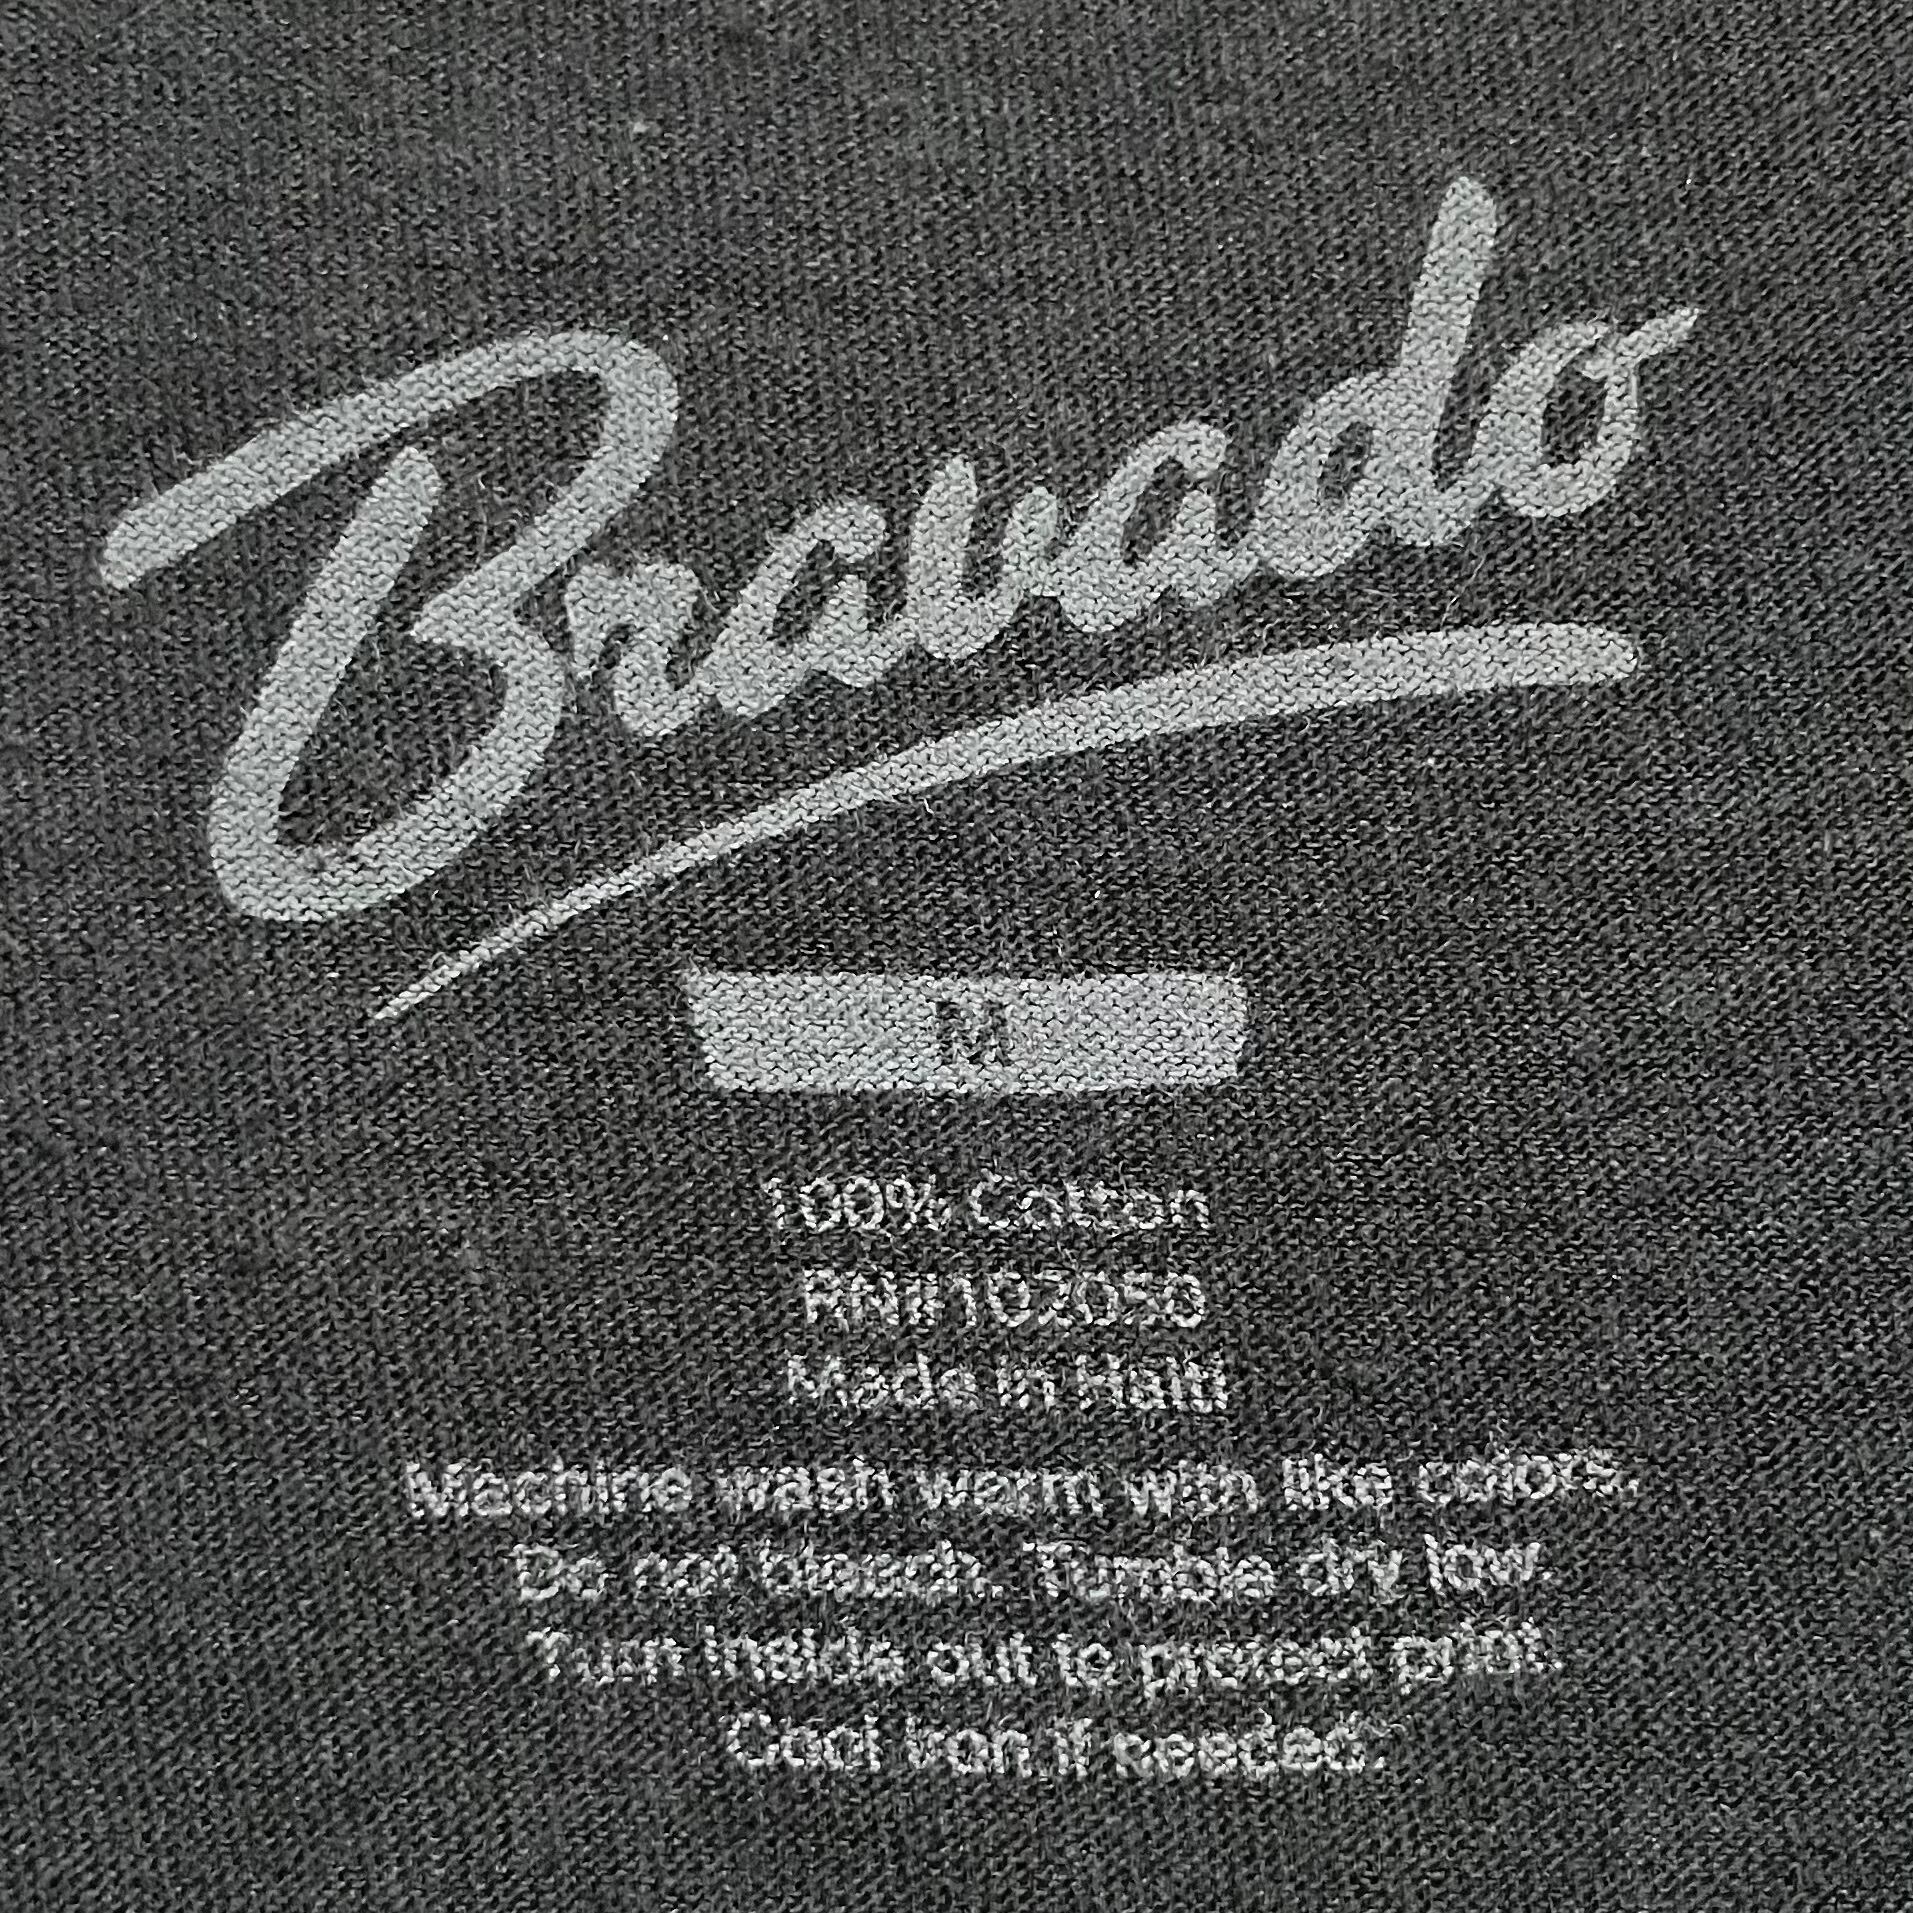 Bravado
M
100% Cotton
RN#102050
Made in Haiti
Machine wash warm with like colors.
Do not bleach. Tumble dry low.
Turn inside out to protect print.
Cool iron if needed.